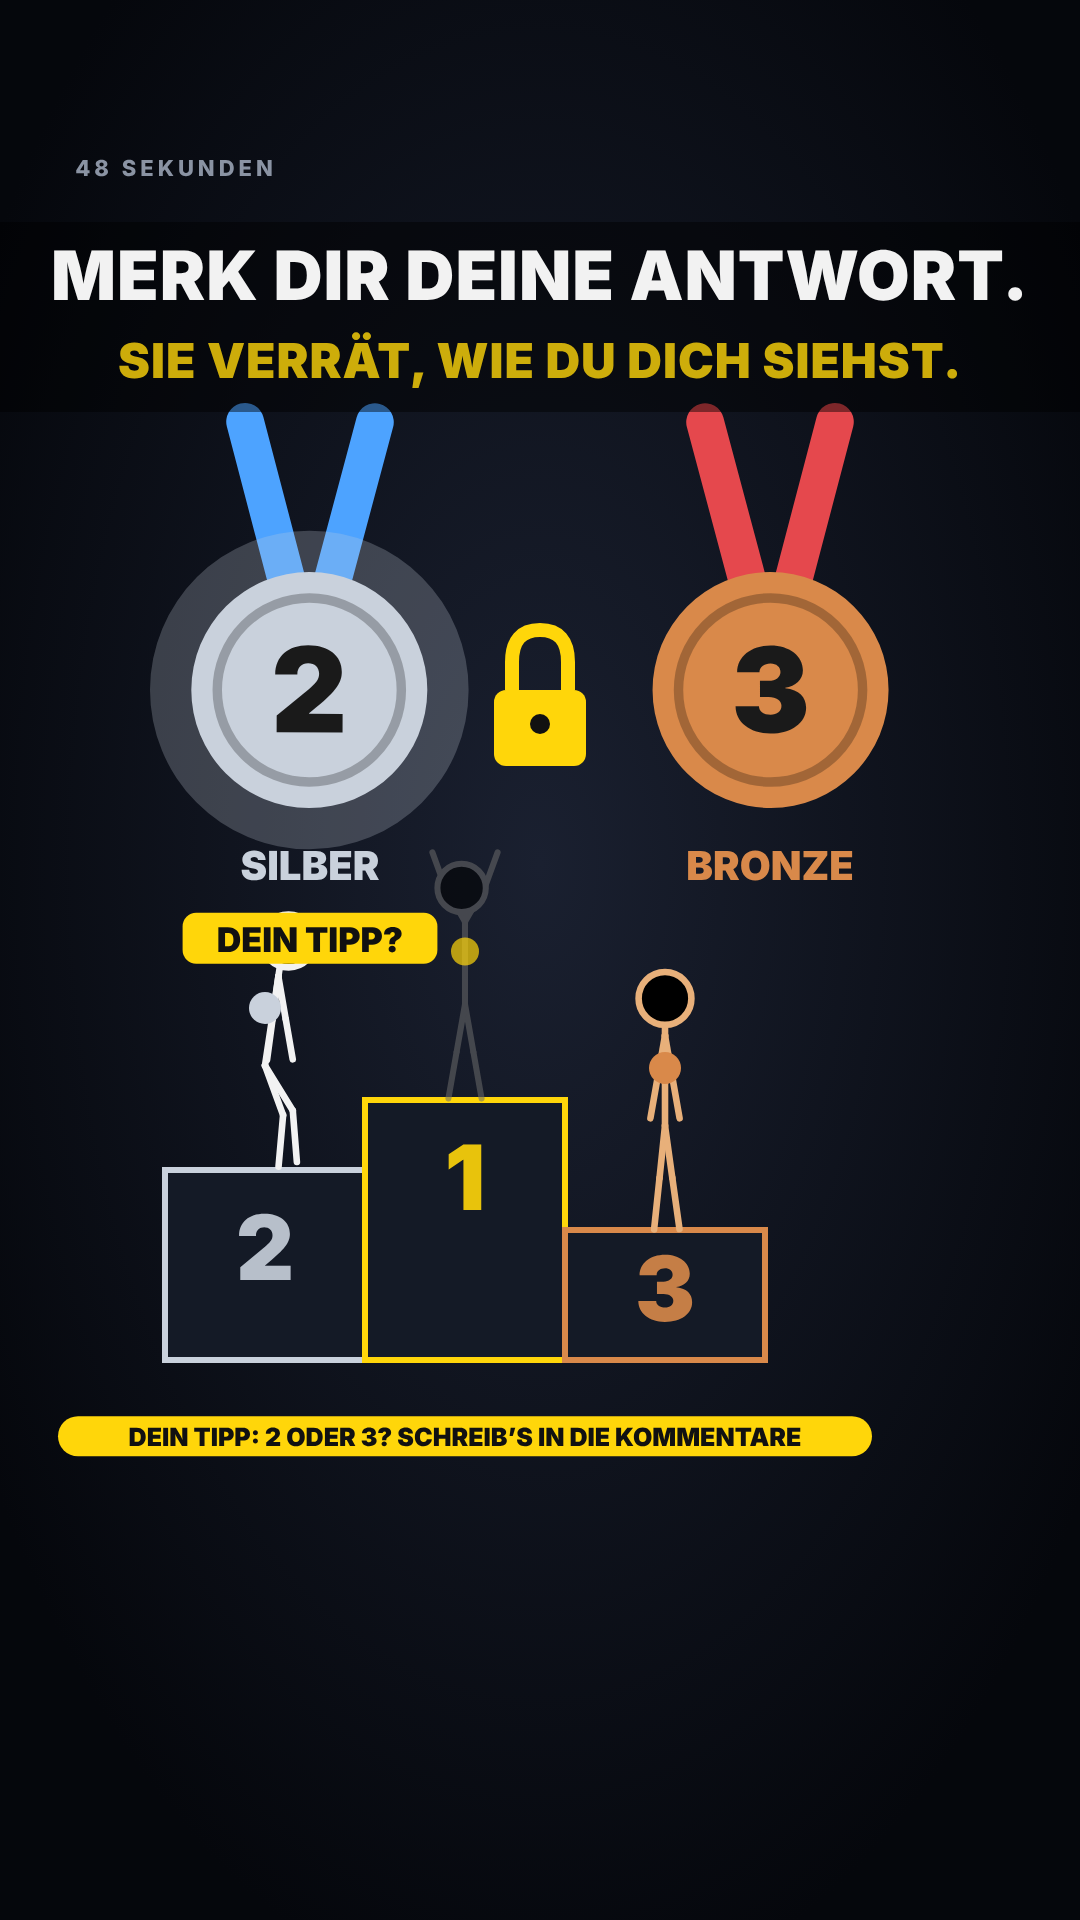 48 SEKUNDEN
MERK DIR DEINE ANTWORT.
SIE VERRÄT, WIE DU DICH SIEHST.
2
3
SILBER
BRONZE
DEIN TIPP?
1
2
3
DEIN TIPP: 2 ODER 3? SCHREIB’S IN DIE KOMMENTARE